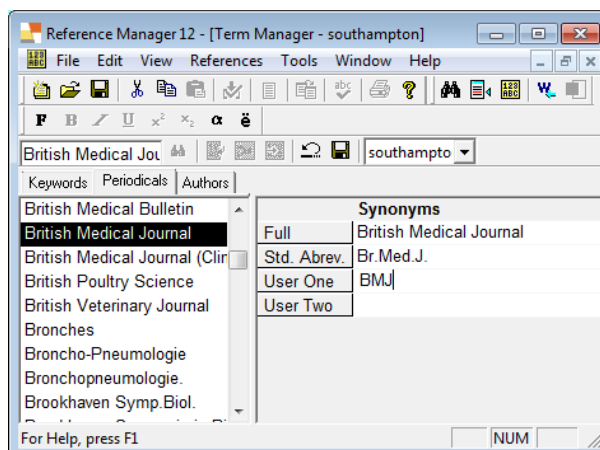 Reference Manager 12 - [Term Manager - southampton]
File Edit View References Tools Window Help
F B Z U x² x₂ α ë
British Medical Jou southampto
Keywords Periodicals Authors
British Medical Bulletin
British Medical Journal
British Medical Journal (Clin
British Poultry Science
British Veterinary Journal
Bronches
Broncho-Pneumologie
Bronchopneumologie.
Brookhaven Symp.Biol.
Synonyms
Full British Medical Journal
Std. Abrev. Br.Med.J.
User One BMJ
User Two
For Help, press F1 NUM